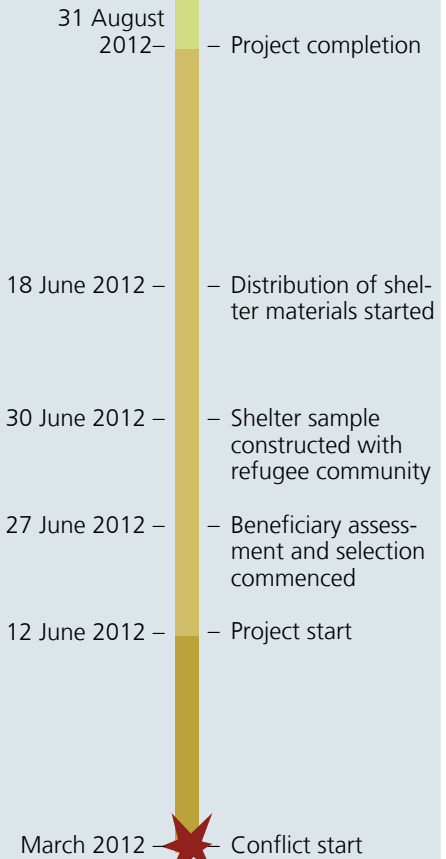 31 August
2012– – Project completion
18 June 2012 – – Distribution of shel-
ter materials started
30 June 2012 – – Shelter sample
constructed with
refugee community
27 June 2012 – – Beneficiary assess-
ment and selection
commenced
12 June 2012 – – Project start
March 2012 – – Conflict start